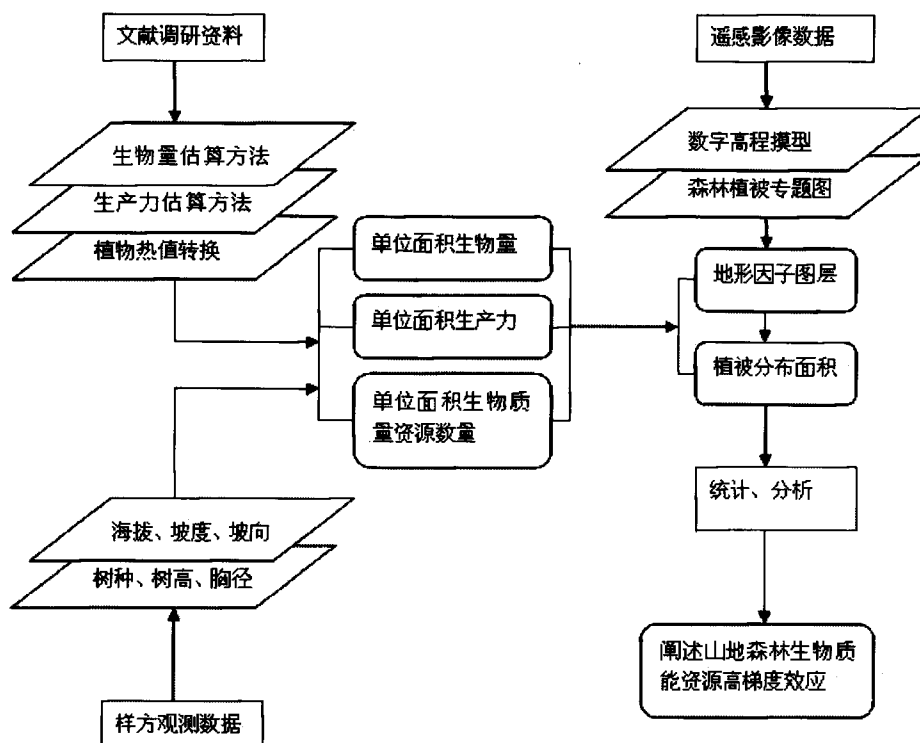 文献调研资料
生物量估算方法
生产力估算方法
植物热值转换
海拔、坡度、坡向
树种、树高、胸径
样方观测数据
单位面积生物量
单位面积生产力
单位面积生物质
量资源数量
遥感影像数据
数字高程摸型
森林植被专题图
地形因子图层
植被分布面积
统计、分析
阐述山地森林生物质
能资源高梯度效应